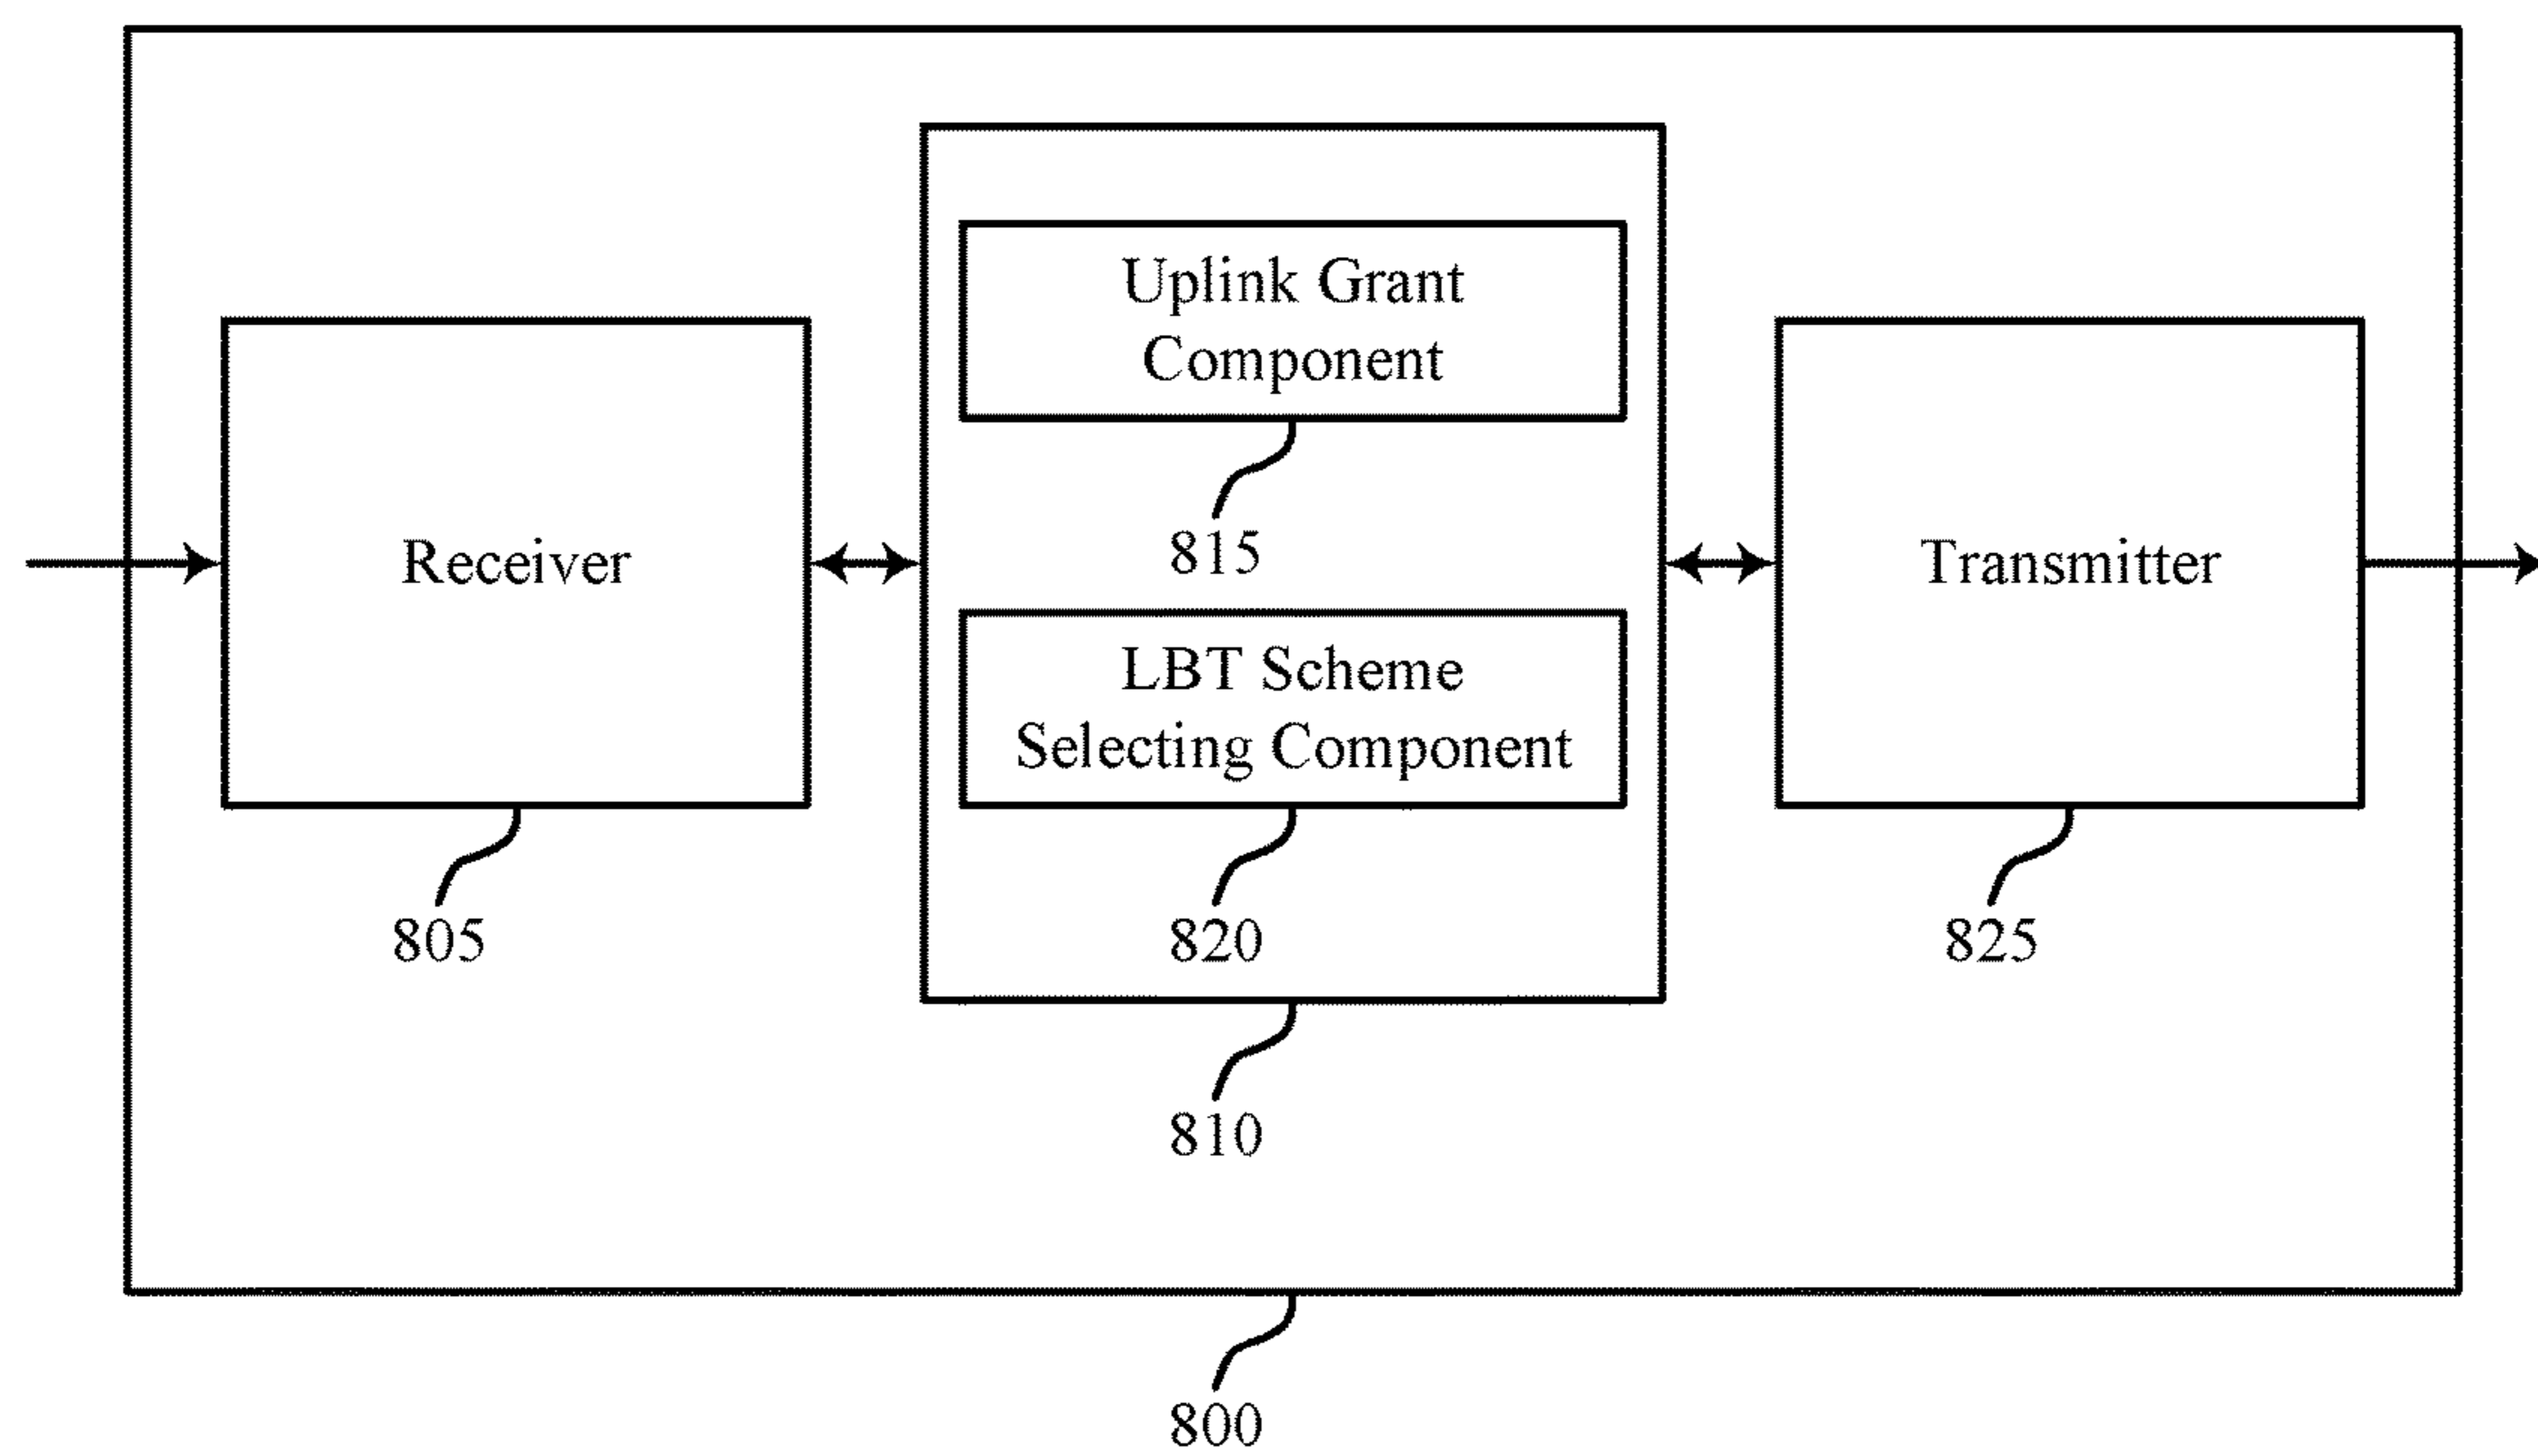 Uplink Grant
Component
815
Receiver
Transmitter
LBT Scheme
Selecting Component
805
820
825
810
800